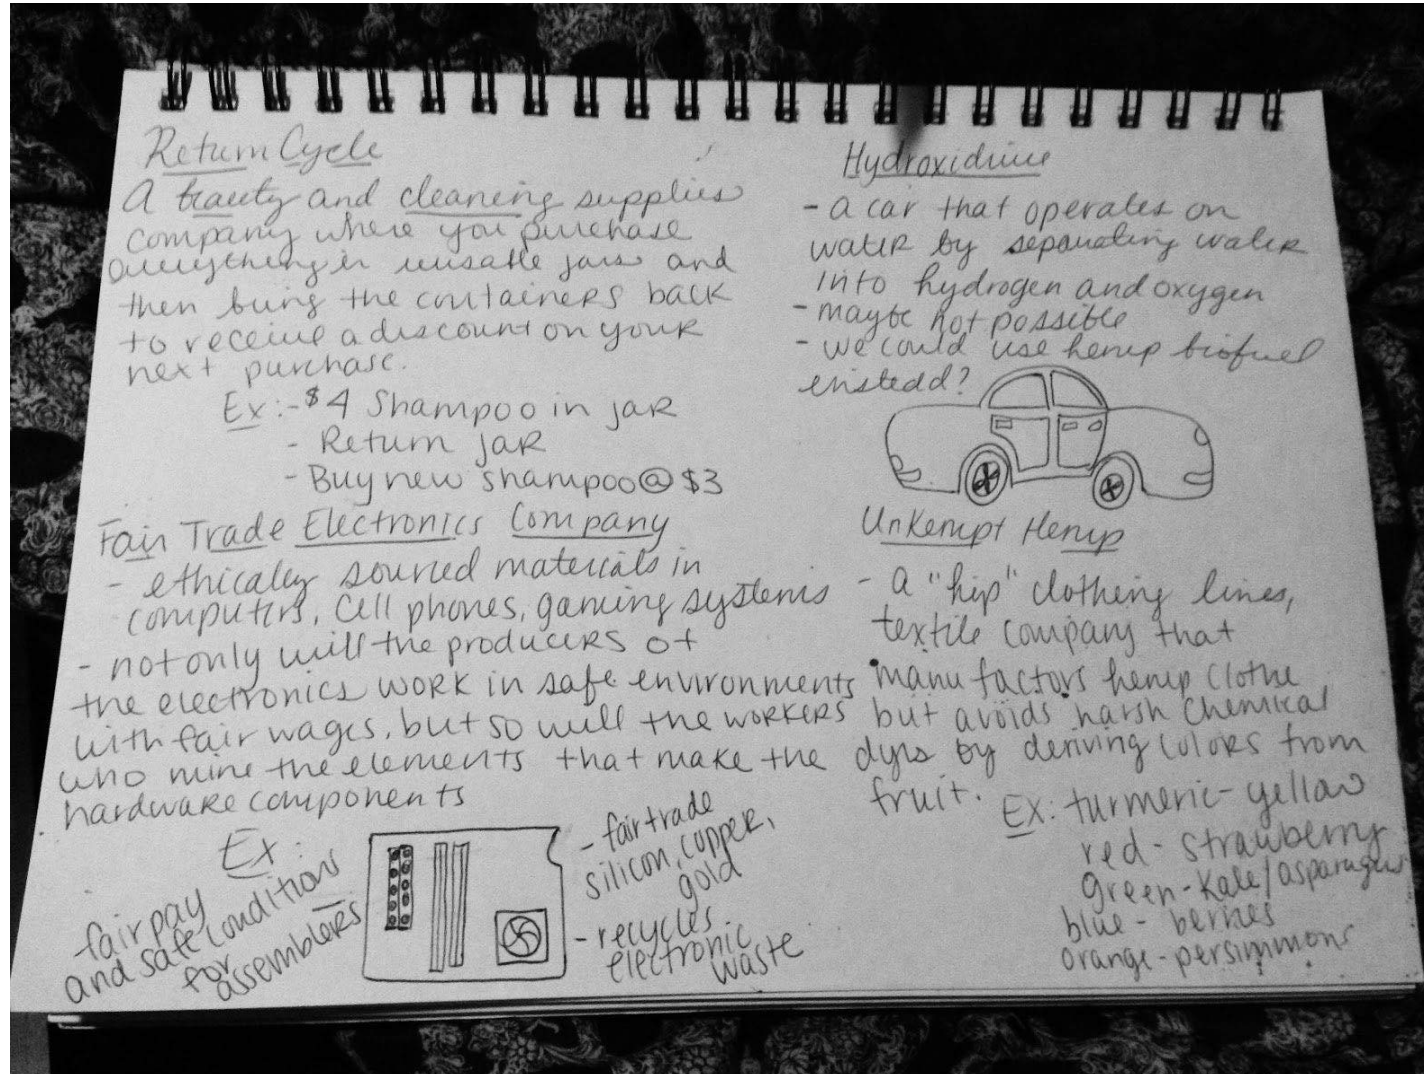 Return Cycle
A beauty and cleaning supplies
company where you purchase
everything in reusable jars and
then bring the containers back
to receive a discount on your
next purchase.
Ex:-$4 Shampoo in jar
- Return jar
- Buy new shampoo@ $3
Fair Trade Electronics Company
- ethically sourced materials in
computers, cell phones, gaming systems
- not only will the producers of
the electronics work in safe environments
with fair wages, but so will the workers
who mine the elements that make the
hardware components
Ex:
fair pay
and safe conditions
for
assemblers
- fair trade
silicon, copper,
gold
- recycles
electronic
waste
Hydroxidrive
- a car that operates on
water by separating water
into hydrogen and oxygen
- maybe not possible
- we could use hemp biofuel
enstedd?
Unkempt Hemp
- a "hip" clothing lines,
textile company that
manufactors hemp clothe
but avoids harsh chemical
dyes by deriving colors from
fruit.
Ex: turmeric-yellow
red- strawberry
green-kale/asparagus
blue- berries
orange-persimmons